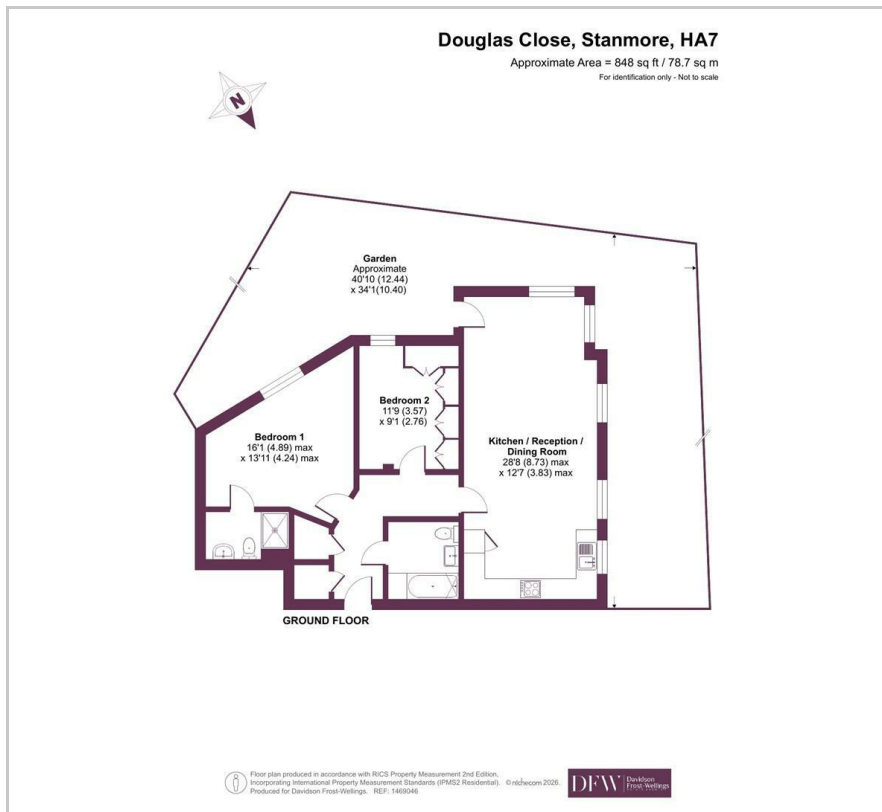 Douglas Close, Stanmore, HA7
Approximate Area = 848 sq ft / 78.7 sq m
For identification only - Not to scale
N
Garden
Approximate
40'10 (12.44)
x 34'1(10.40)
Bedroom 2
11'9 (3.57)
x 9'1 (2.76)
Bedroom 1
16'1 (4.89) max
x 13'11 (4.24) max
Kitchen / Reception /
Dining Room
28'8 (8.73) max
x 12'7 (3.83) max
GROUND FLOOR
Floor plan produced in accordance with RICS Property Measurement 2nd Edition.
Incorporating International Property Measurement Standards (IPMS2 Residential). ©nichecom 2026.
Produced for Davidson Frost-Wellings. REF: 1469046
DFW Davidson
Frost-Wellings